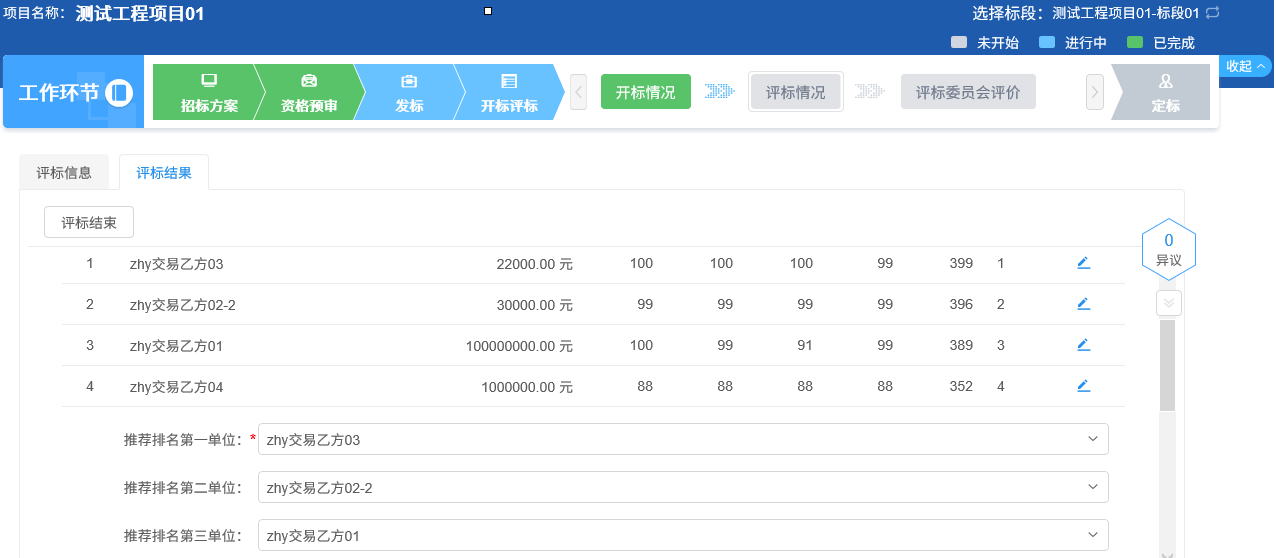 项目名称： 测试工程项目01 选择标段：测试工程项目01-标段01
未开始 进行中 已完成
工作环节 招标方案 资格预审 发标 开标评标 开标情况 评标情况 评标委员会评价 定标 收起
评标信息 评标结果
评标结束
0
异议
1 zhy交易乙方03 22000.00 元 100 100 100 99 399 1
2 zhy交易乙方02-2 30000.00 元 99 99 99 99 396 2
3 zhy交易乙方01 100000000.00 元 100 99 91 99 389 3
4 zhy交易乙方04 1000000.00 元 88 88 88 88 352 4
推荐排名第一单位：* zhy交易乙方03
推荐排名第二单位： zhy交易乙方02-2
推荐排名第三单位： zhy交易乙方01